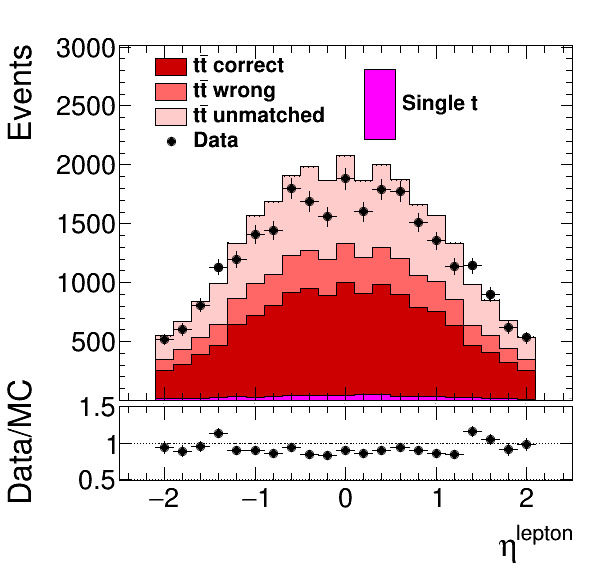 Events
3000
2500
2000
1500
1000
500
tt̄ correct
tt̄ wrong
tt̄ unmatched
Data
Single t
Data/MC
1.5
1
0.5
−2 −1 0 1 2
η^lepton